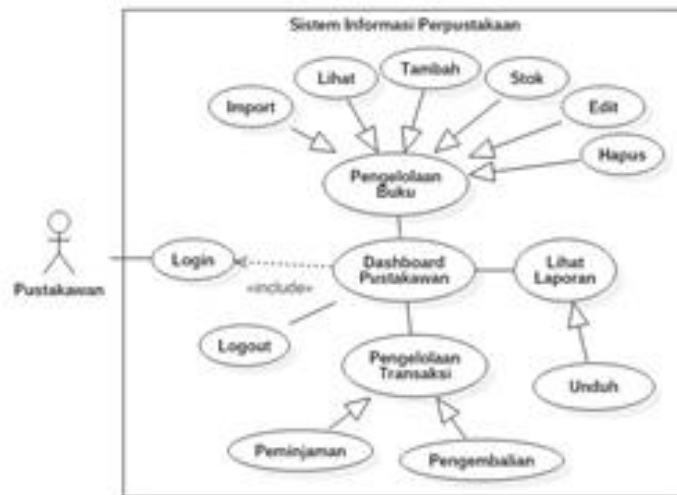 Sistem Informasi Perpustakaan
Import
Lihat
Tambah
Stok
Edit
Hapus
Pengelolaan
Buku
Pustakawan
Login
«include»
Dashboard
Pustakawan
Lihat
Laporan
Logout
Pengelolaan
Transaksi
Unduh
Peminjaman
Pengembalian